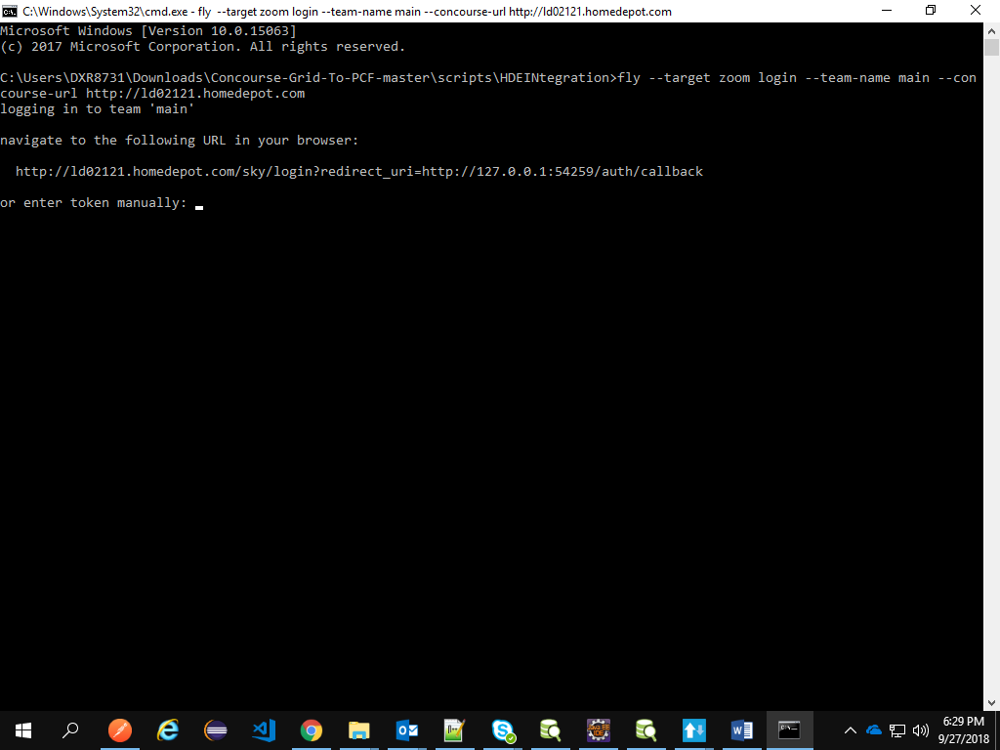 C:\Windows\System32\cmd.exe - fly  --target zoom login --team-name main --concourse-url http://ld02121.homedepot.com
Microsoft Windows [Version 10.0.15063]
(c) 2017 Microsoft Corporation. All rights reserved.
C:\Users\DXR8731\Downloads\Concourse-Grid-To-PCF-master\scripts\HDEINtegration>fly --target zoom login --team-name main --con
course-url http://ld02121.homedepot.com
logging in to team 'main'
navigate to the following URL in your browser:
http://ld02121.homedepot.com/sky/login?redirect_uri=http://127.0.0.1:54259/auth/callback
or enter token manually:
6:29 PM
9/27/2018